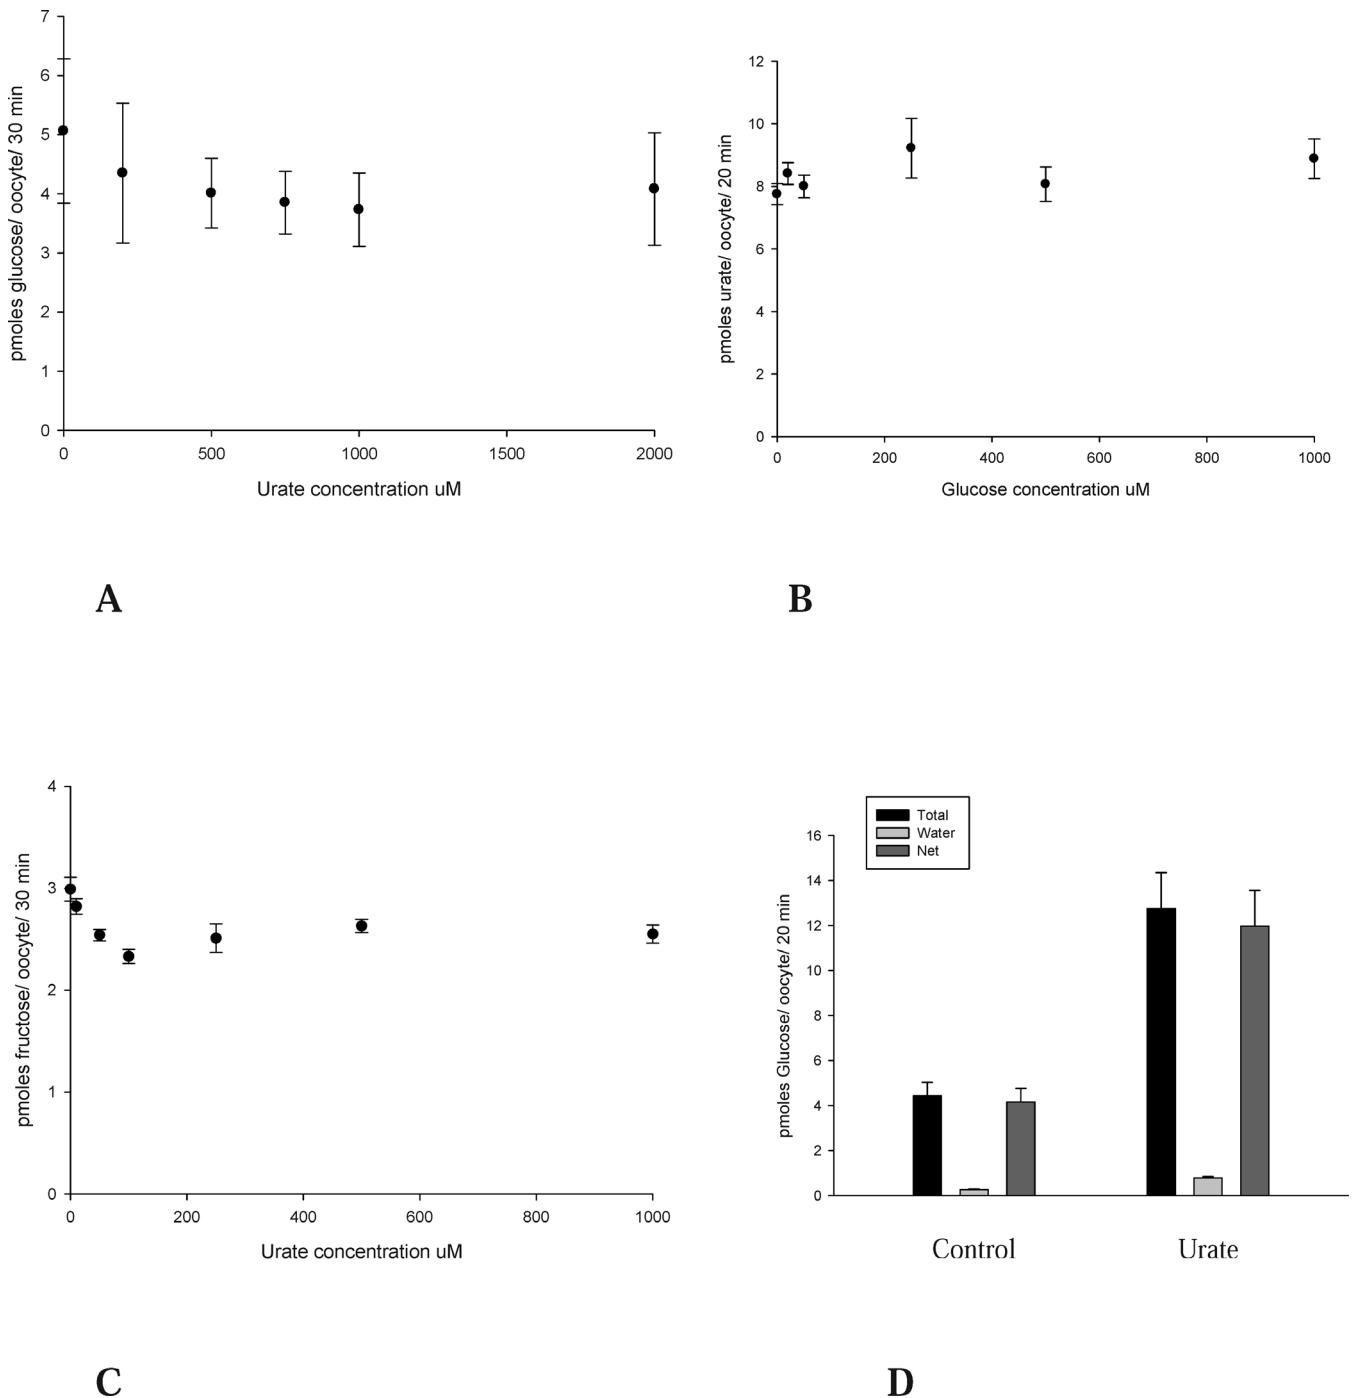 7
6
5
4
3
2
1
0
pmoles glucose/ oocyte/ 30 min
0 500 1000 1500 2000
Urate concentration uM
A
12
10
8
6
4
2
0
pmoles urate/ oocyte/ 20 min
0 200 400 600 800 1000
Glucose concentration uM
B
4
3
2
1
0
pmoles fructose/ oocyte/ 30 min
0 200 400 600 800 1000
Urate concentration uM
C
Total
Water
Net
16
14
12
10
8
6
4
2
0
pmoles Glucose/ oocyte/ 20 min
Control Urate
D